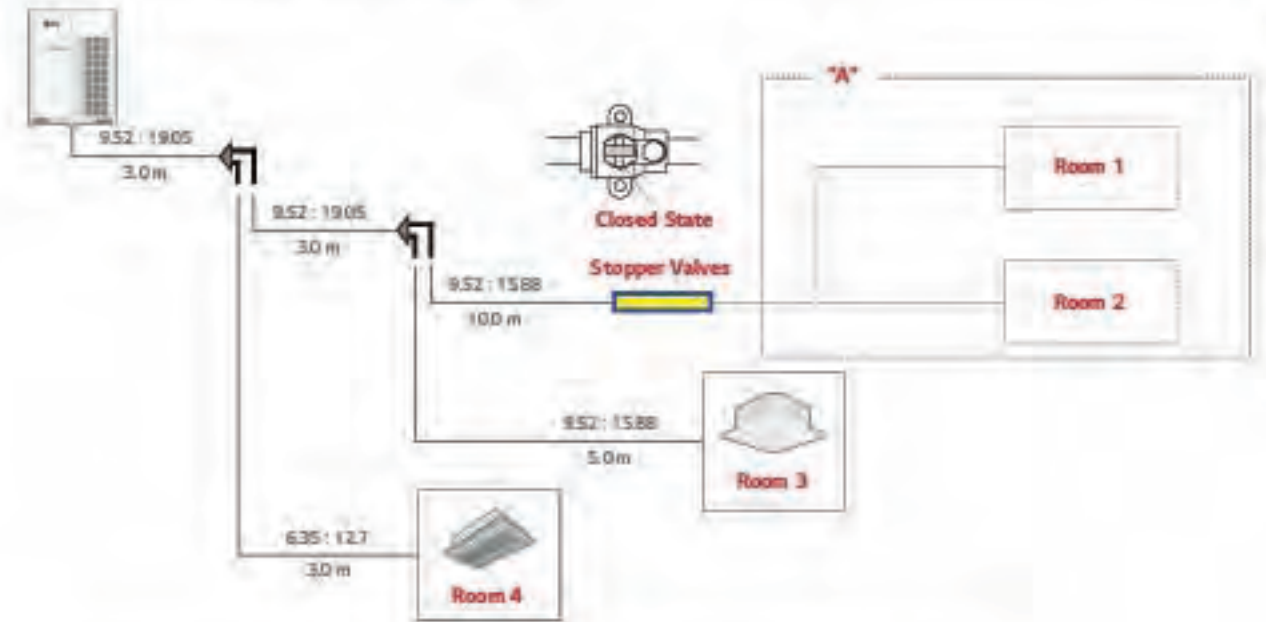 "A"
9.52 : 19.05
3.0 m
Room 1
Closed State
9.52 : 19.05
3.0 m
Stopper Valves
9.52 : 15.88
10.0 m
Room 2
9.52 : 15.88
5.0 m
Room 3
6.35 : 12.7
3.0 m
Room 4